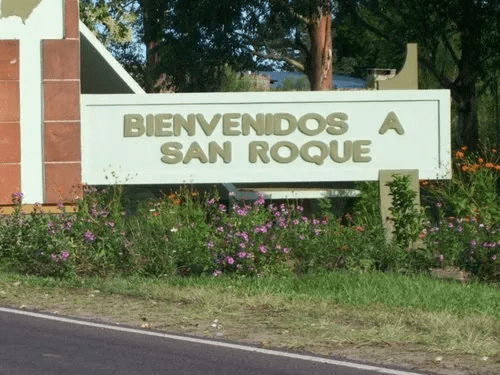 BIENVENIDOS A
SAN ROQUE